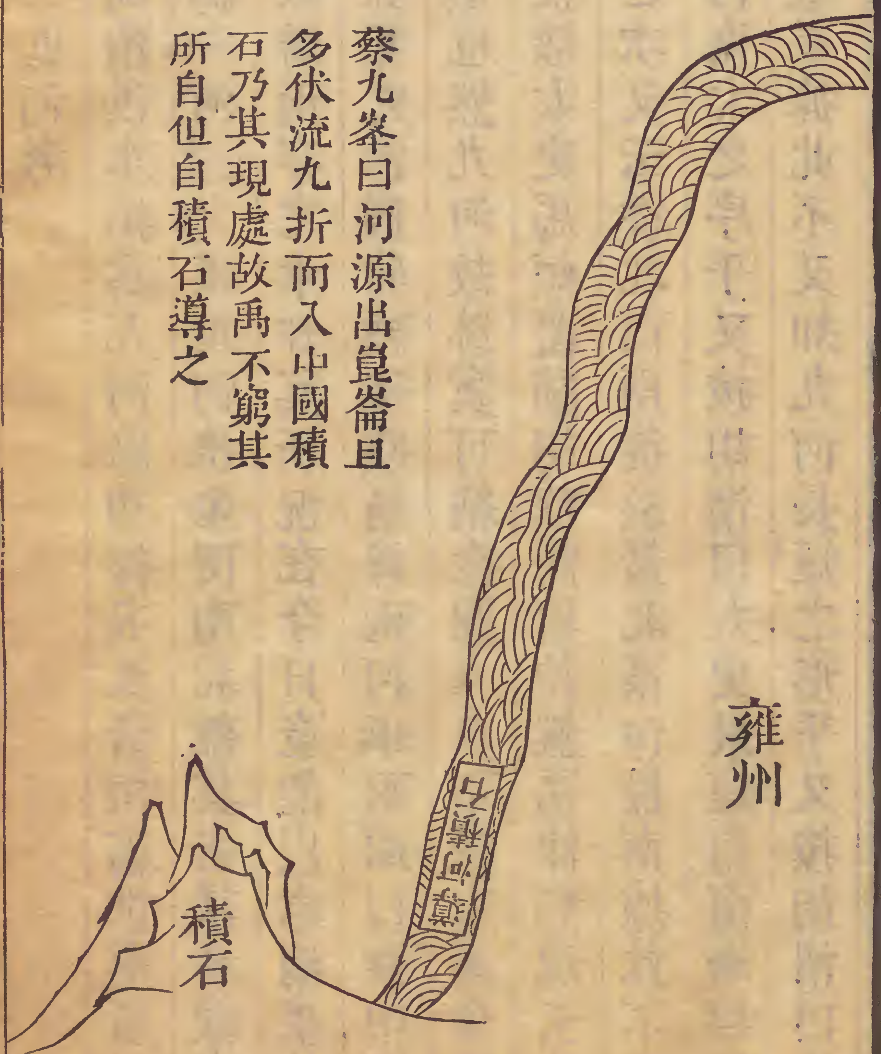 蔡九峯曰河源出崑崙且
多伏流九折而入中國積
石乃其現處故禹不窮其
所自但自積石導之
雍州
導河積石
積石